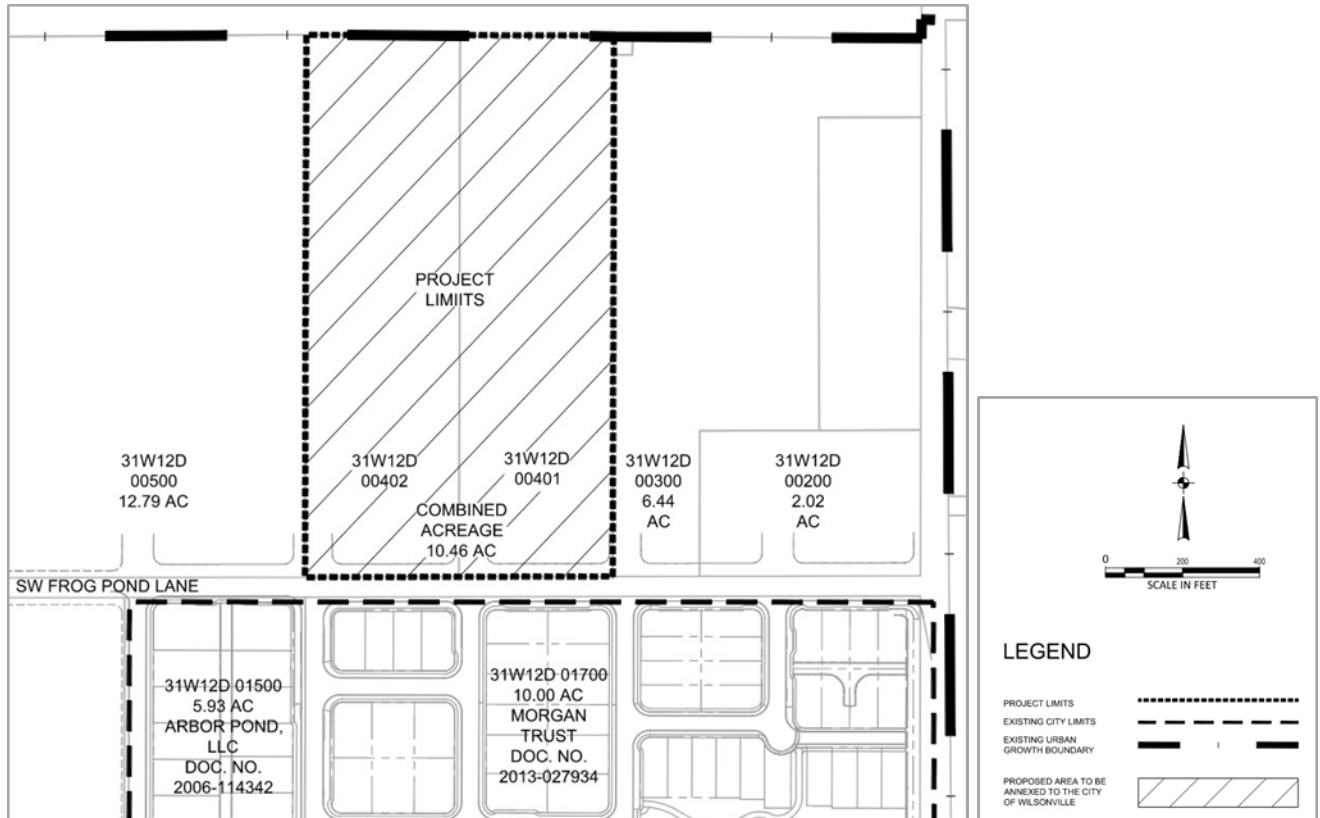 PROJECT
LIMIITS
31W12D
00500
12.79 AC
31W12D
00402
31W12D
00401
COMBINED
ACREAGE
10.46 AC
31W12D
00300
6.44
AC
31W12D
00200
2.02
AC
SW FROG POND LANE
31W12D 01500
5.93 AC
ARBOR POND,
LLC
DOC. NO.
2006-114342
31W12D 01700
10.00 AC
MORGAN
TRUST
DOC. NO.
2013-027934
0 200 400
SCALE IN FEET
LEGEND
PROJECT LIMITS
EXISTING CITY LIMITS
EXISTING URBAN
GROWTH BOUNDARY
PROPOSED AREA TO BE
ANNEXED TO THE CITY
OF WILSONVILLE